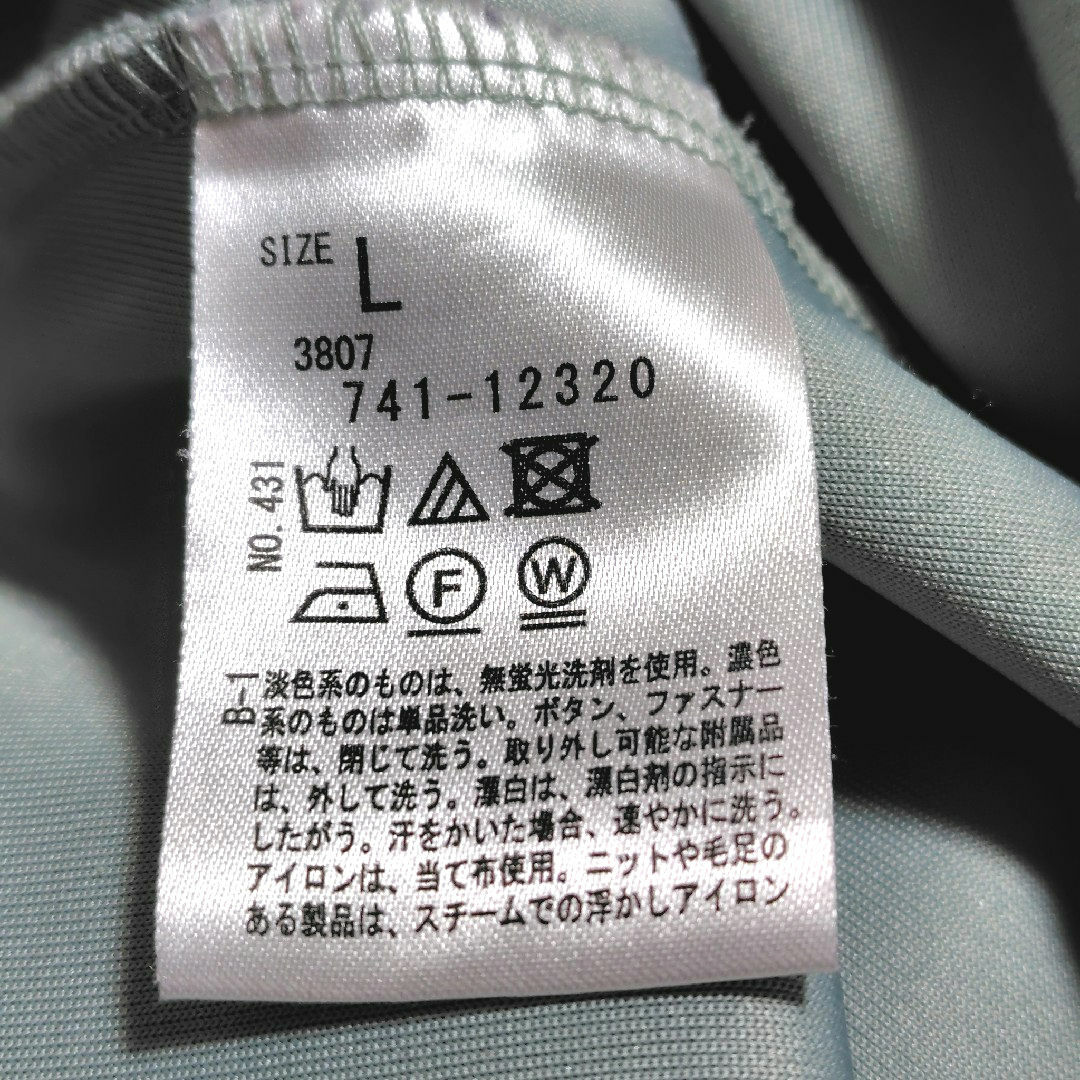 SIZE L
3807
741-12320
NO. 431
F W
B-1
淡色系のものは、無蛍光洗剤を使用。濃色
系のものは単品洗い。ボタン、ファスナー
等は、閉じて洗う。取り外し可能な附属品
は、外して洗う。漂白は、漂白剤の指示に
したがう。汗をかいた場合、速やかに洗う。
アイロンは、当て布使用。ニットや毛足の
ある製品は、スチームでの浮かしアイロン